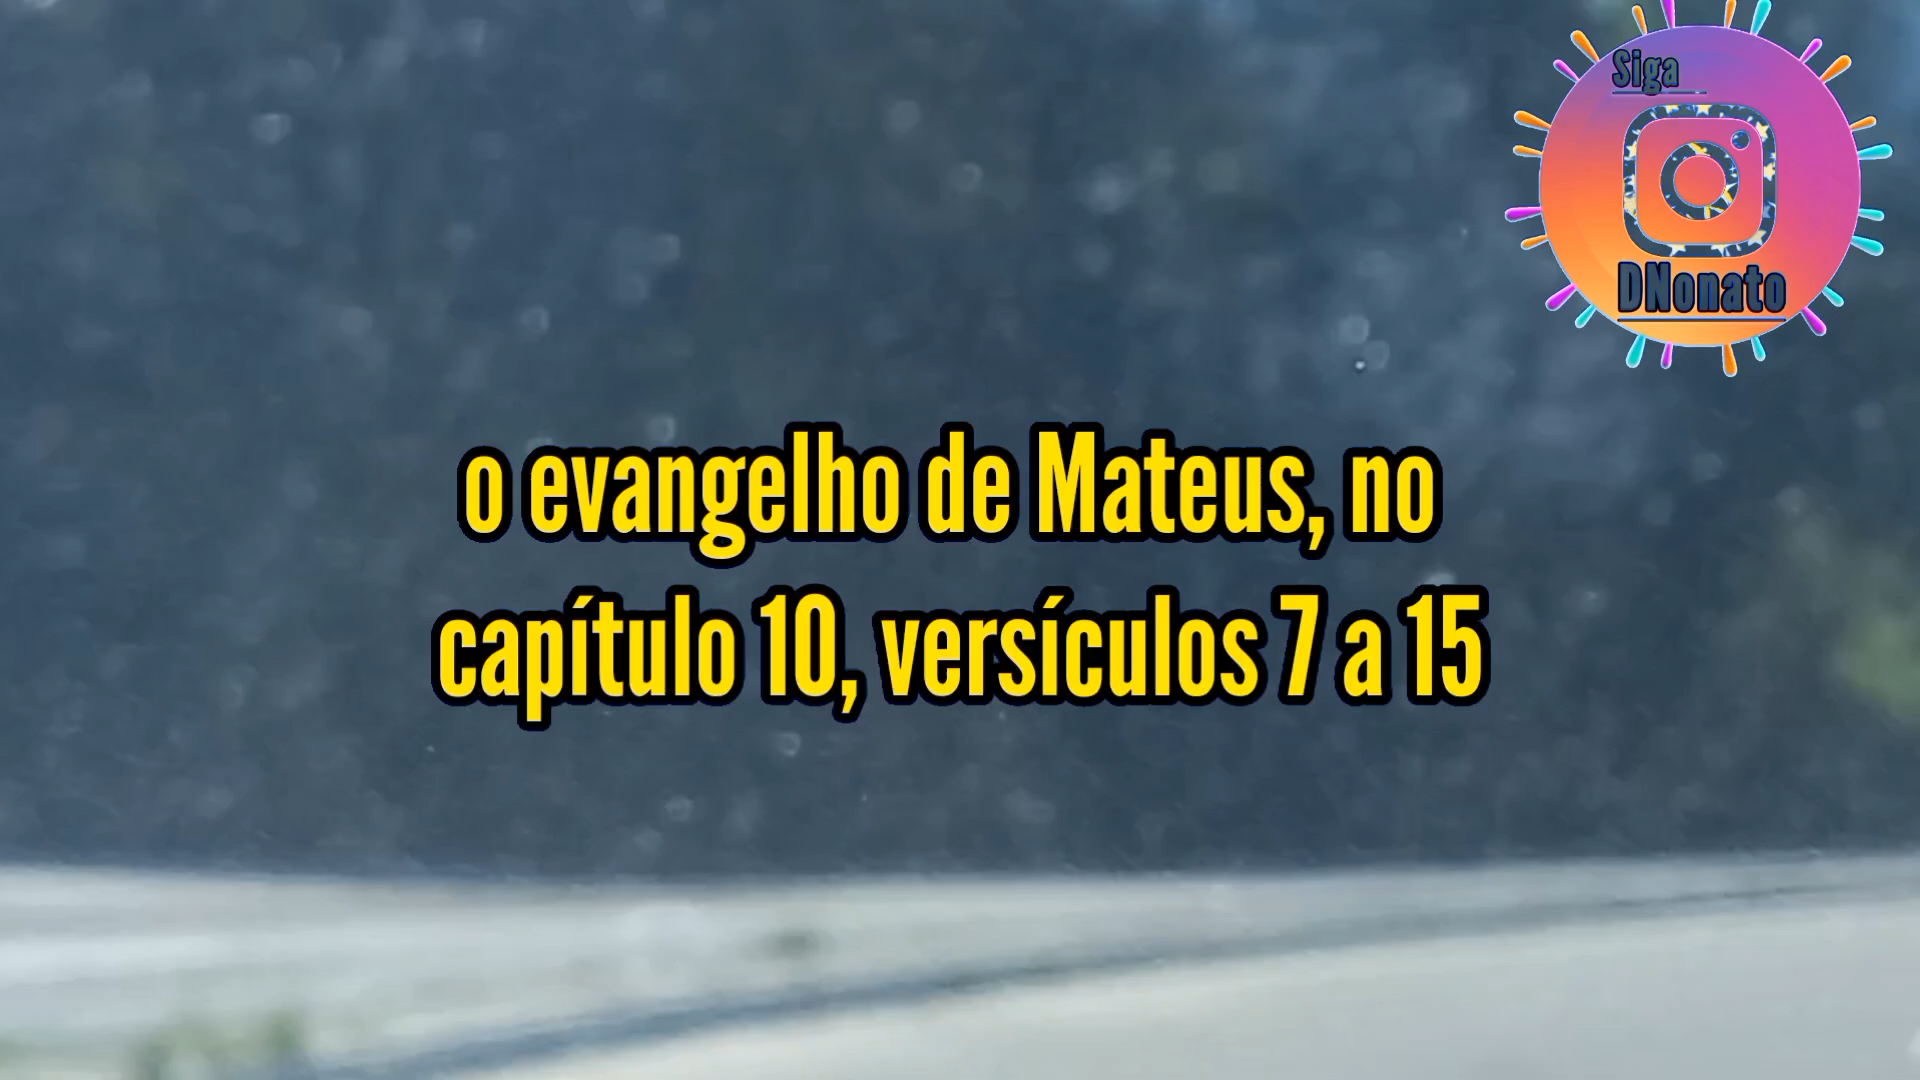 Siga
DNonato
o evangelho de Mateus, no
capítulo 10, versículos 7 a 15